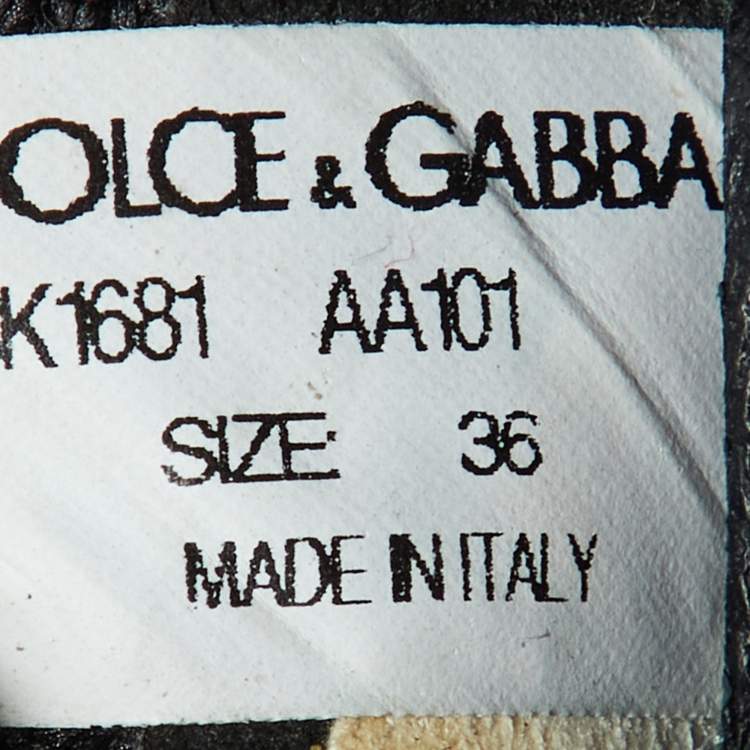 OLCE & GABBA
K1681 AA101
SIZE: 36
MADE IN ITALY